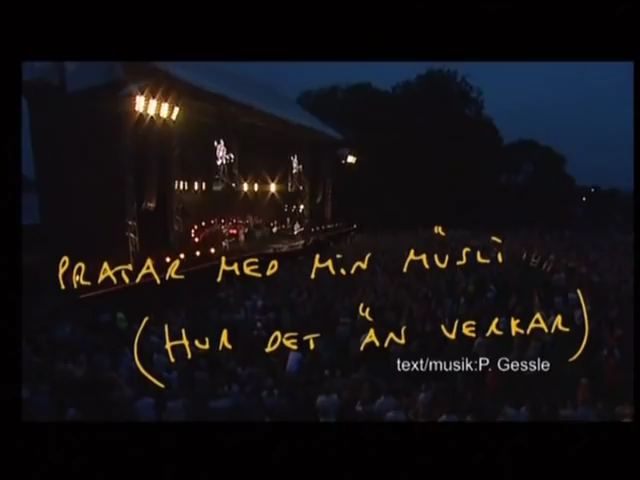 PRATAR MED MIN MÜSLI
(HUR DET ÄN VERKAR)
text/musik:P. Gessle